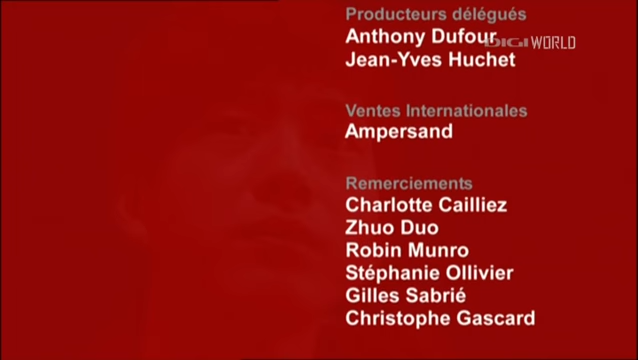 Producteurs délégués
Anthony Dufour
DIGI WORLD
Jean-Yves Huchet
Ventes Internationales
Ampersand
Remerciements
Charlotte Cailliez
Zhuo Duo
Robin Munro
Stéphanie Ollivier
Gilles Sabrié
Christophe Gascard